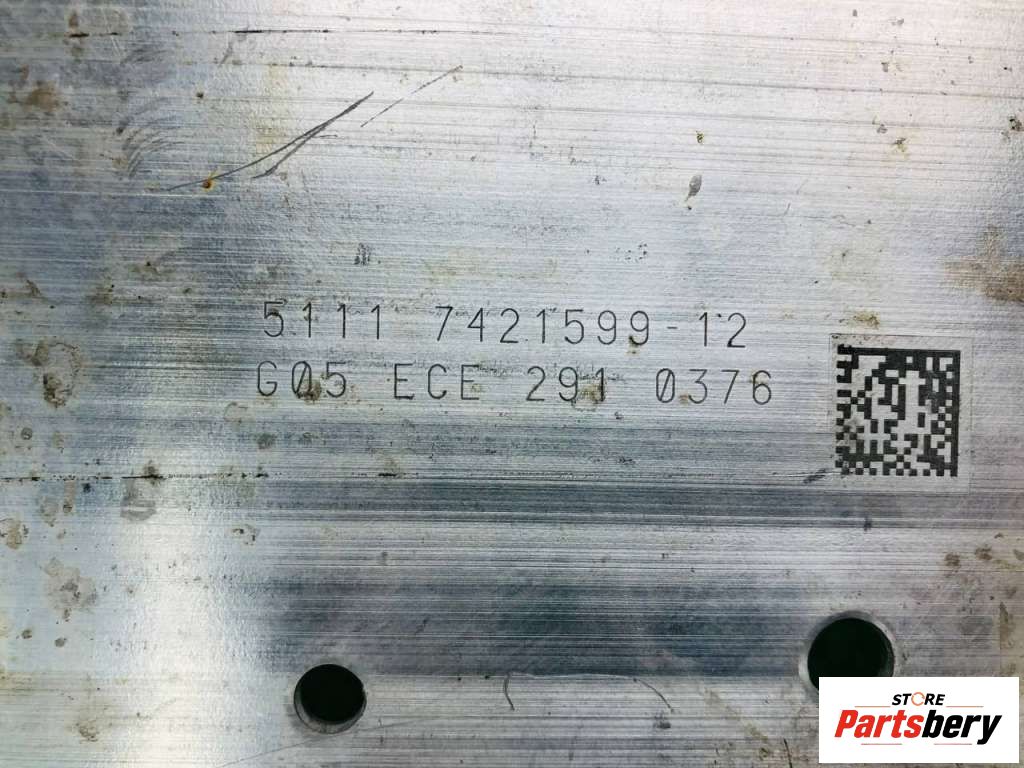 5111 7421599-12
G05 ECE 291 0376
STORE
Partsbery